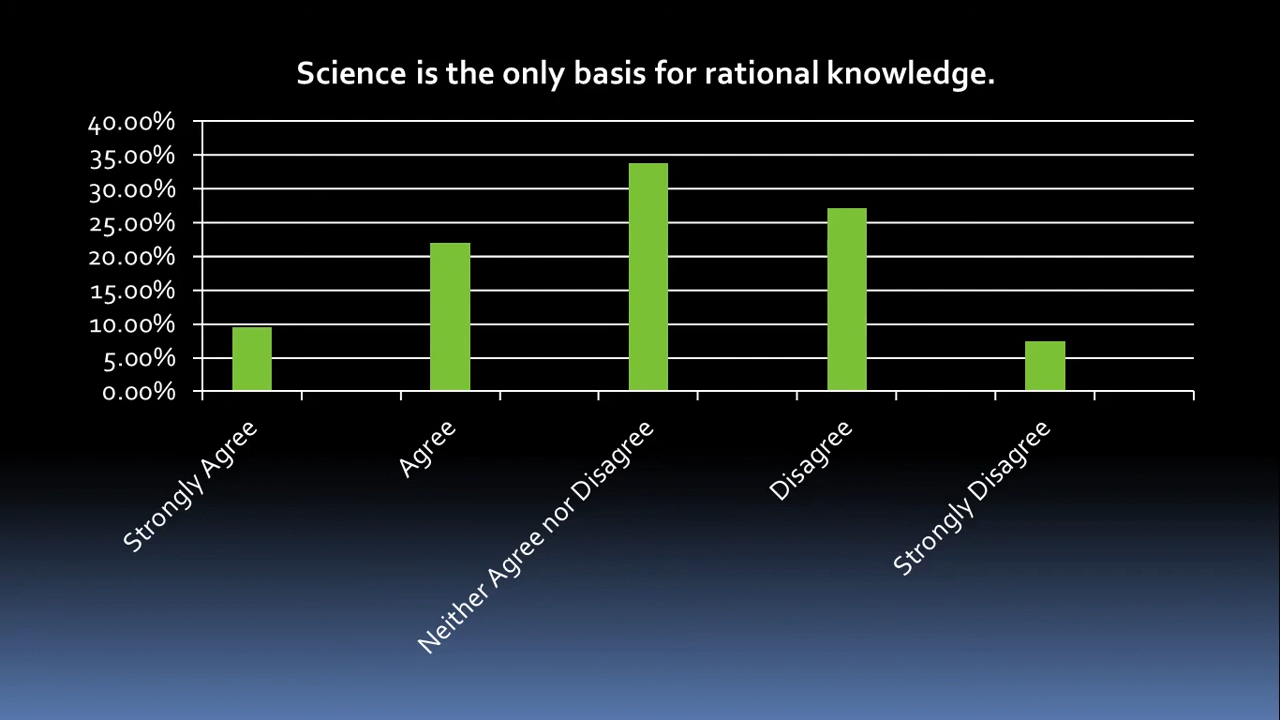 Science is the only basis for rational knowledge.
40.00%
35.00%
30.00%
25.00%
20.00%
15.00%
10.00%
5.00%
0.00%
Strongly Agree
Agree
Neither Agree nor Disagree
Disagree
Strongly Disagree